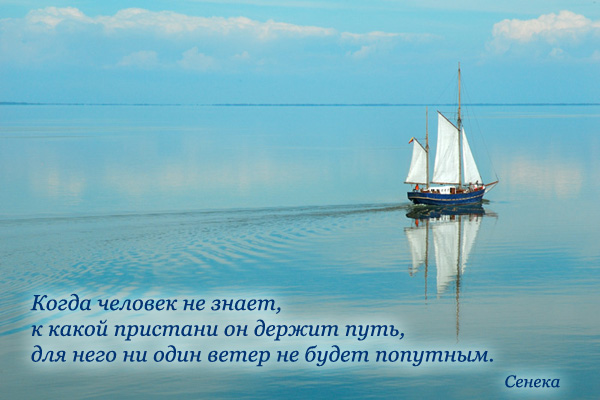 Когда человек не знает,
к какой пристани он держит путь,
для него ни один ветер не будет попутным.
Сенека